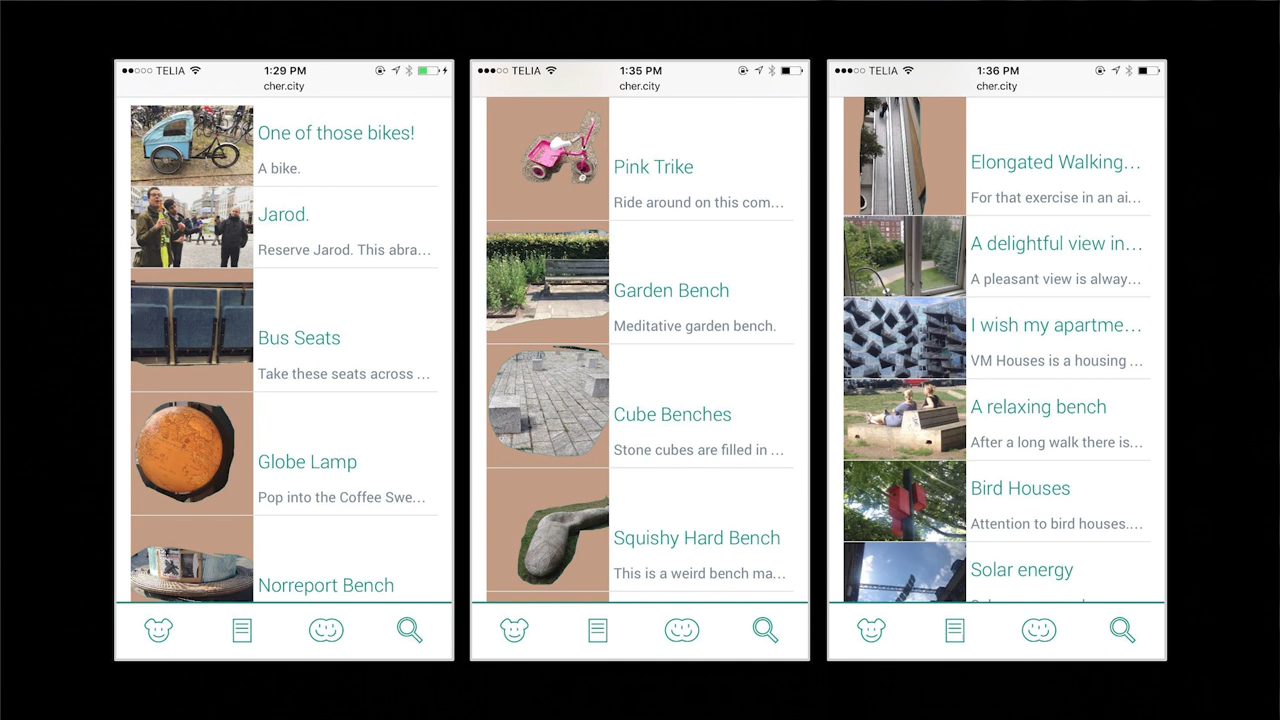 ●●○○○ TELIA 1:29 PM
cher.city
One of those bikes!
A bike.
Jarod.
Reserve Jarod. This abra...
Bus Seats
Take these seats across ...
Globe Lamp
Pop into the Coffee Swe...
Norreport Bench
●●●○○ TELIA 1:35 PM
cher.city
Pink Trike
Ride around on this com...
Garden Bench
Meditative garden bench.
Cube Benches
Stone cubes are filled in ...
Squishy Hard Bench
This is a weird bench ma...
●●●○○ TELIA 1:36 PM
cher.city
Elongated Walking...
For that exercise in an ai...
A delightful view in...
A pleasant view is alway...
I wish my apartme...
VM Houses is a housing ...
A relaxing bench
After a long walk there is...
Bird Houses
Attention to bird houses....
Solar energy